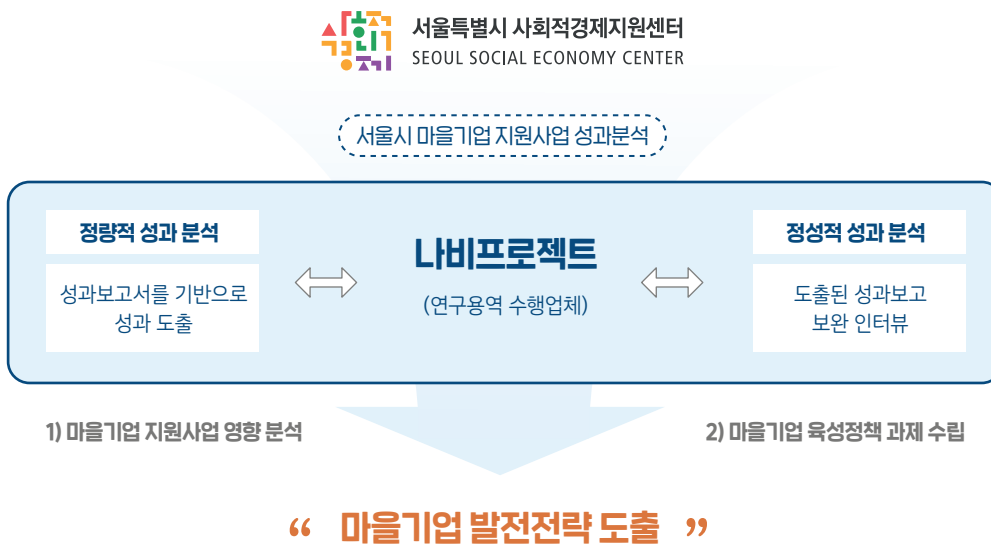 사회적경제
서울특별시 사회적경제지원센터
SEOUL SOCIAL ECONOMY CENTER
서울시 마을기업 지원사업 성과분석
정량적 성과 분석
성과보고서를 기반으로
성과 도출
나비프로젝트
(연구용역 수행업체)
정성적 성과 분석
도출된 성과보고
보완 인터뷰
1) 마을기업 지원사업 영향 분석
2) 마을기업 육성정책 과제 수립
“ 마을기업 발전전략 도출 ”